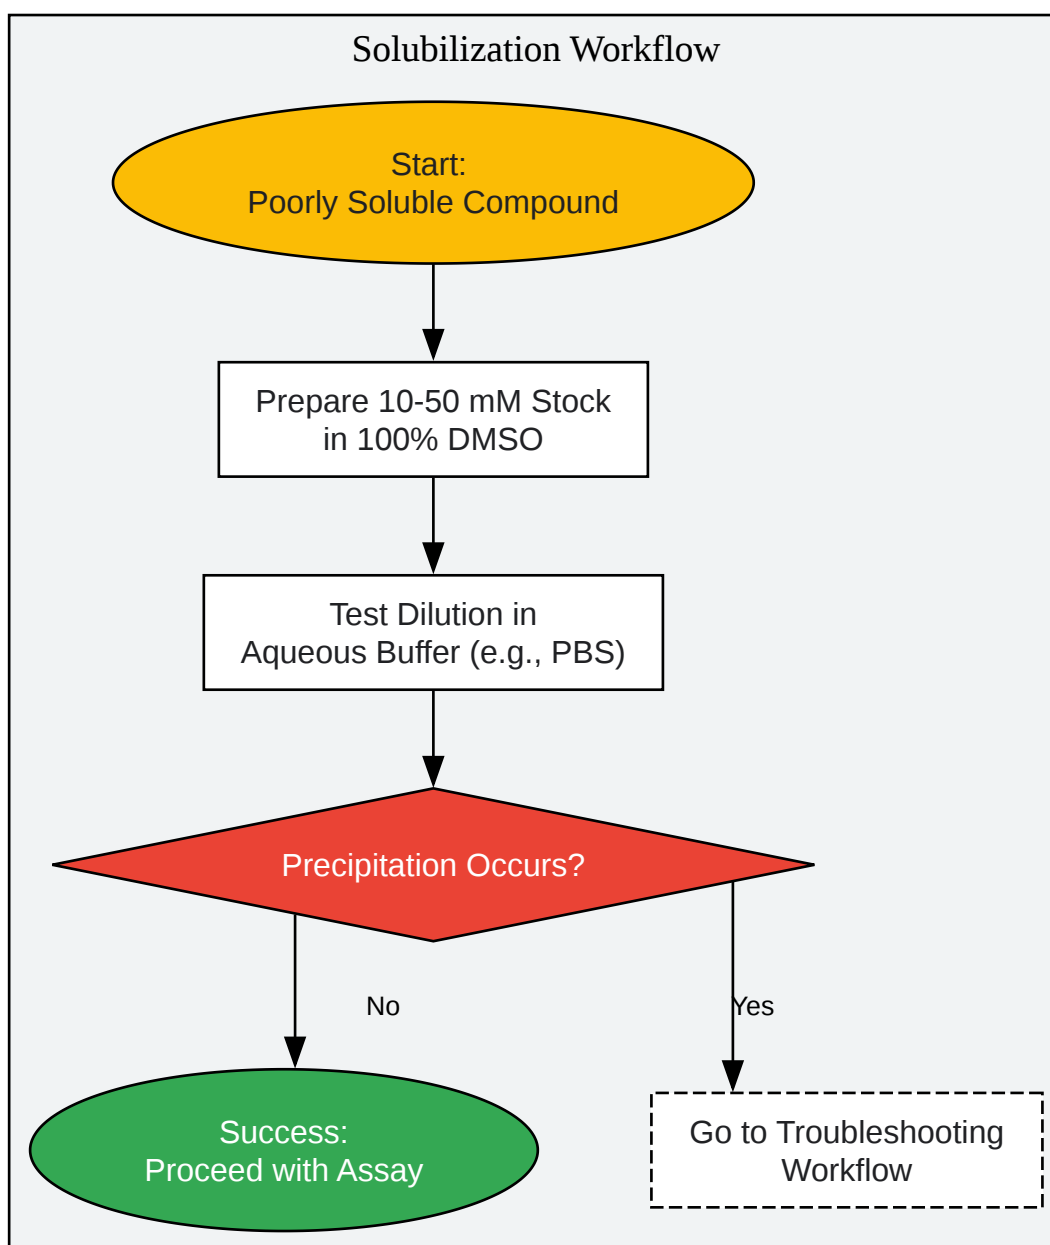 Solubilization Workflow
Start:
Poorly Soluble Compound
Prepare 10-50 mM Stock
in 100% DMSO
Test Dilution in
Aqueous Buffer (e.g., PBS)
Precipitation Occurs?
No
Yes
Success:
Proceed with Assay
Go to Troubleshooting
Workflow